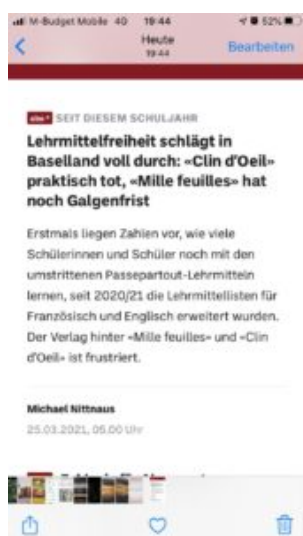 M-Budget Mobile 4G 19:44 52%
Heute
19:44
Bearbeiten
SEIT DIESEM SCHULJAHR
Lehrmittelfreiheit schlägt in
Baselland voll durch: «Clin d'Oeil»
praktisch tot, «Mille feuilles» hat
noch Galgenfrist
Erstmals liegen Zahlen vor, wie viele
Schülerinnen und Schüler noch mit den
umstrittenen Passepartout-Lehrmitteln
lernen, seit 2020/21 die Lehrmittellisten für
Französisch und Englisch erweitert wurden.
Der Verlag hinter «Mille feuilles» und «Clin
d'Oeil» ist frustriert.
Michael Nittnaus
25.03.2021, 05.00 Uhr